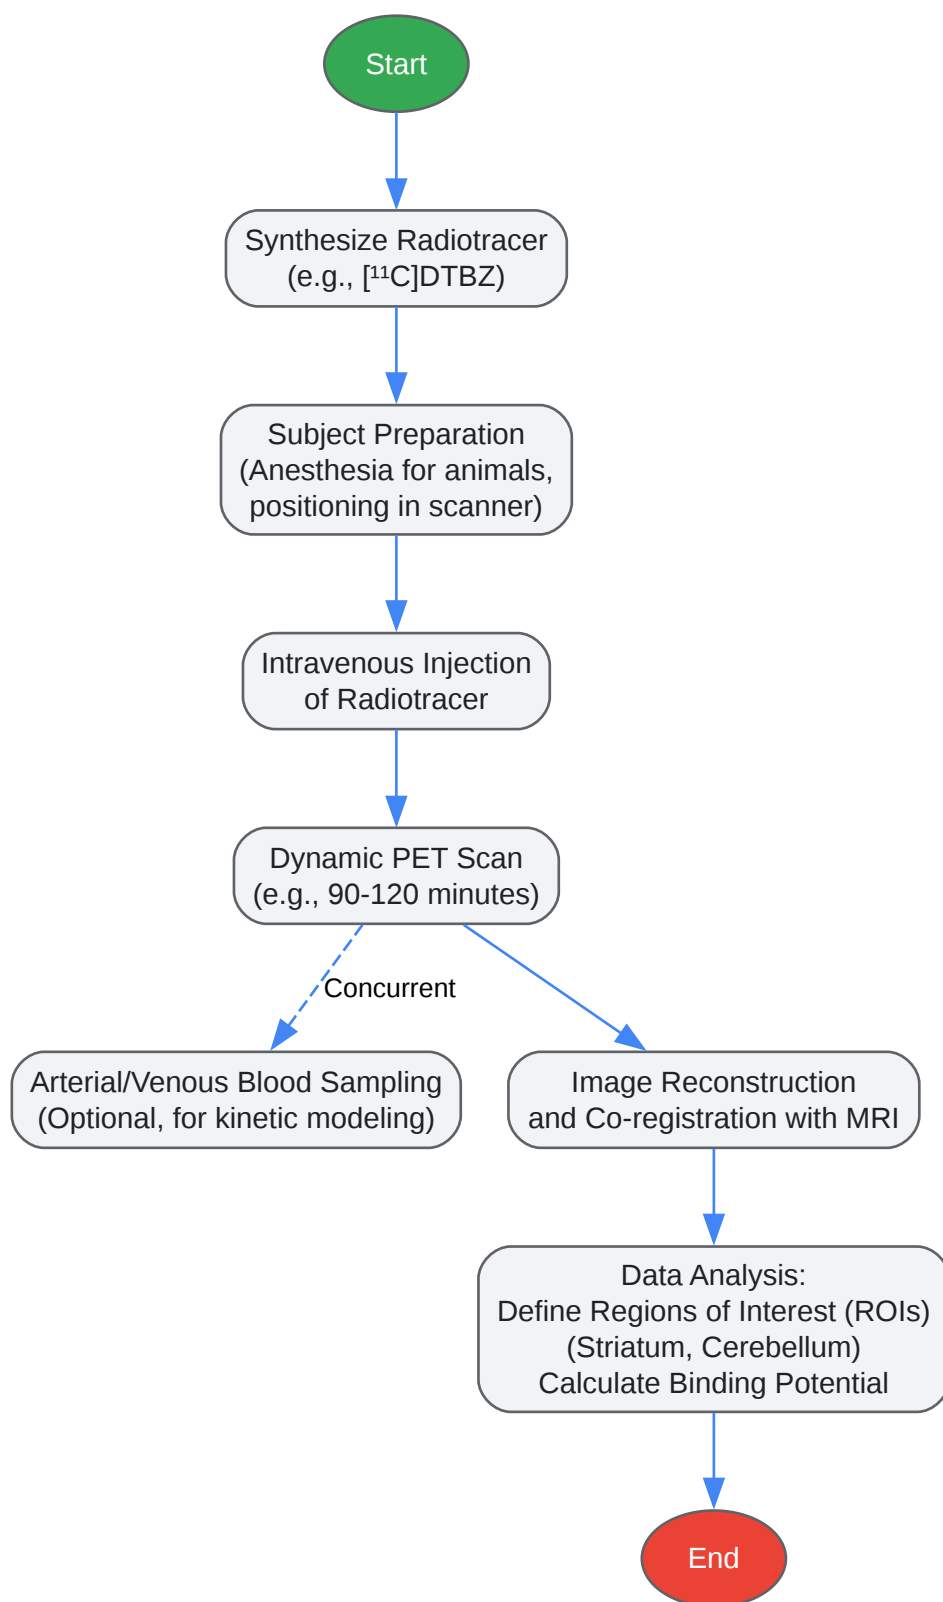 Start
Synthesize Radiotracer
(e.g., [¹¹C]DTBZ)
Subject Preparation
(Anesthesia for animals,
positioning in scanner)
Intravenous Injection
of Radiotracer
Dynamic PET Scan
(e.g., 90-120 minutes)
Concurrent
Arterial/Venous Blood Sampling
(Optional, for kinetic modeling)
Image Reconstruction
and Co-registration with MRI
Data Analysis:
Define Regions of Interest (ROIs)
(Striatum, Cerebellum)
Calculate Binding Potential
End